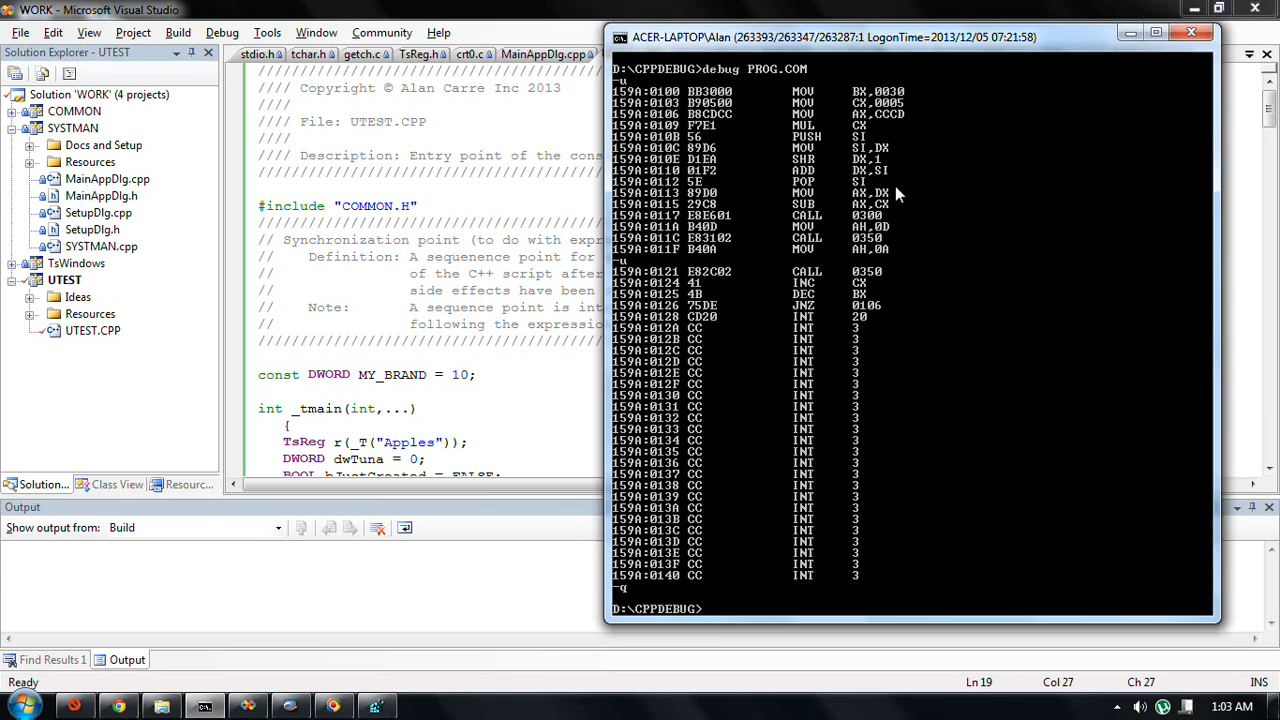 WORK - Microsoft Visual Studio
File Edit View Project Build Debug Tools Window Community Help
Solution Explorer - UTEST
Solution 'WORK' (4 projects)
COMMON
SYSTMAN
Docs and Setup
Resources
MainAppDlg.cpp
MainAppDlg.h
SetupDlg.cpp
SetupDlg.h
SYSTMAN.cpp
TsWindows
UTEST
Ideas
Resources
UTEST.CPP
Solution... Class View Resourc...
stdio.h tchar.h getch.c TsReg.h crt0.c MainAppDlg.cpp
//// Copyright © Alan Carre Inc 2013
////
//// File: UTEST.CPP
////
//// Description: Entry point of the cons
#include "COMMON.H"
// Synchronization point (to do with expr
// Definition: A sequenence point for
// of the C++ script after
// side effects have been
// Note: A sequence point is int
// following the expressio
const DWORD MY_BRAND = 10;
int _tmain(int,...)
{
TsReg r(_T("Apples"));
DWORD dwTuna = 0;
BOOL bJustCreated = FALSE;
ACER-LAPTOP\Alan (263393/263347/263287:1 LogonTime=2013/12/05 07:21:58)
D:\CPPDEBUG>debug PROG.COM
-u
159A:0100 BB3000 MOV BX,0030
159A:0103 B90500 MOV CX,0005
159A:0106 B8CDCC MOV AX,CCCD
159A:0109 F7E1 MUL CX
159A:010B 56 PUSH SI
159A:010C 89D6 MOV SI,DX
159A:010E D1EA SHR DX,1
159A:0110 01F2 ADD DX,SI
159A:0112 5E POP SI
159A:0113 89D0 MOV AX,DX
159A:0115 29C8 SUB AX,CX
159A:0117 E8E601 CALL 0300
159A:011A B40D MOV AH,0D
159A:011C E83102 CALL 0350
159A:011F B40A MOV AH,0A
-u
159A:0121 E82C02 CALL 0350
159A:0124 41 INC CX
159A:0125 4B DEC BX
159A:0126 75DE JNZ 0106
159A:0128 CD20 INT 20
159A:012A CC INT 3
159A:012B CC INT 3
159A:012C CC INT 3
159A:012D CC INT 3
159A:012E CC INT 3
159A:012F CC INT 3
159A:0130 CC INT 3
159A:0131 CC INT 3
159A:0132 CC INT 3
159A:0133 CC INT 3
159A:0134 CC INT 3
159A:0135 CC INT 3
159A:0136 CC INT 3
159A:0137 CC INT 3
159A:0138 CC INT 3
159A:0139 CC INT 3
159A:013A CC INT 3
159A:013B CC INT 3
159A:013C CC INT 3
159A:013D CC INT 3
159A:013E CC INT 3
159A:013F CC INT 3
159A:0140 CC INT 3
-q
D:\CPPDEBUG>
Output
Show output from: Build
Find Results 1 Output
Ready Ln 19 Col 27 Ch 27 INS
1:03 AM